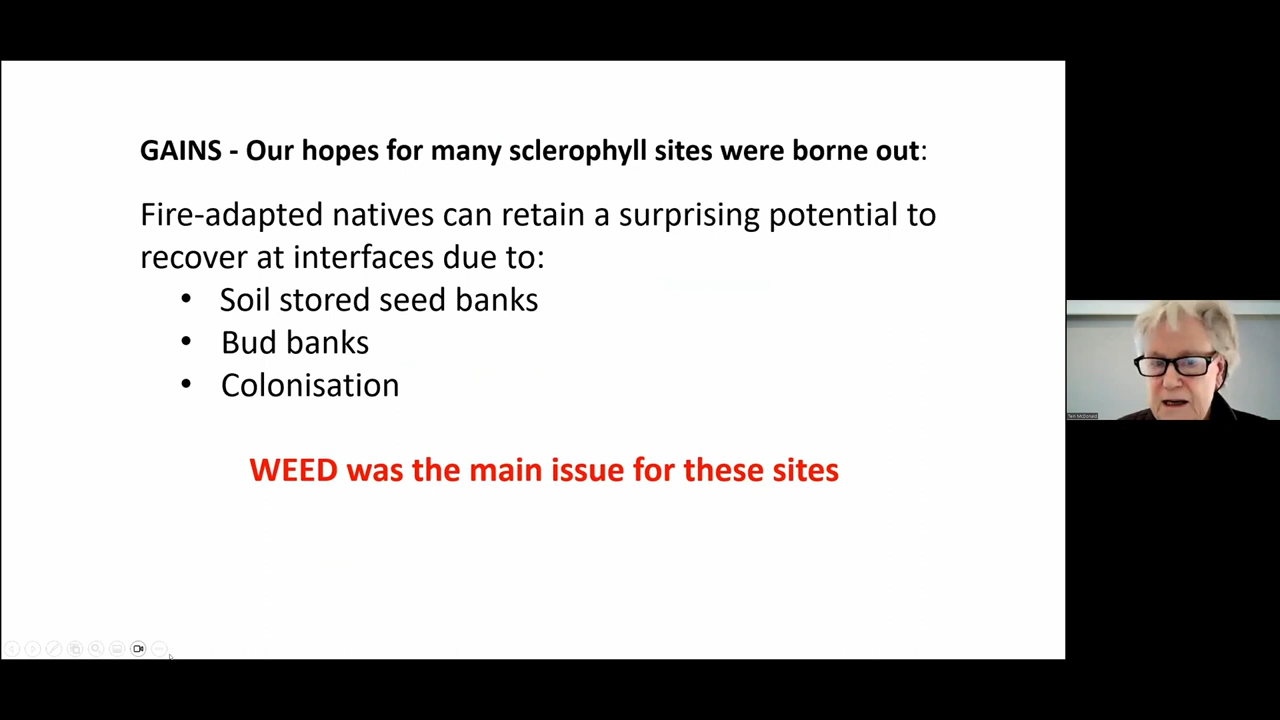 GAINS - Our hopes for many sclerophyll sites were borne out:
Fire-adapted natives can retain a surprising potential to
recover at interfaces due to:
• Soil stored seed banks
• Bud banks
• Colonisation
WEED was the main issue for these sites
Tein McDonald